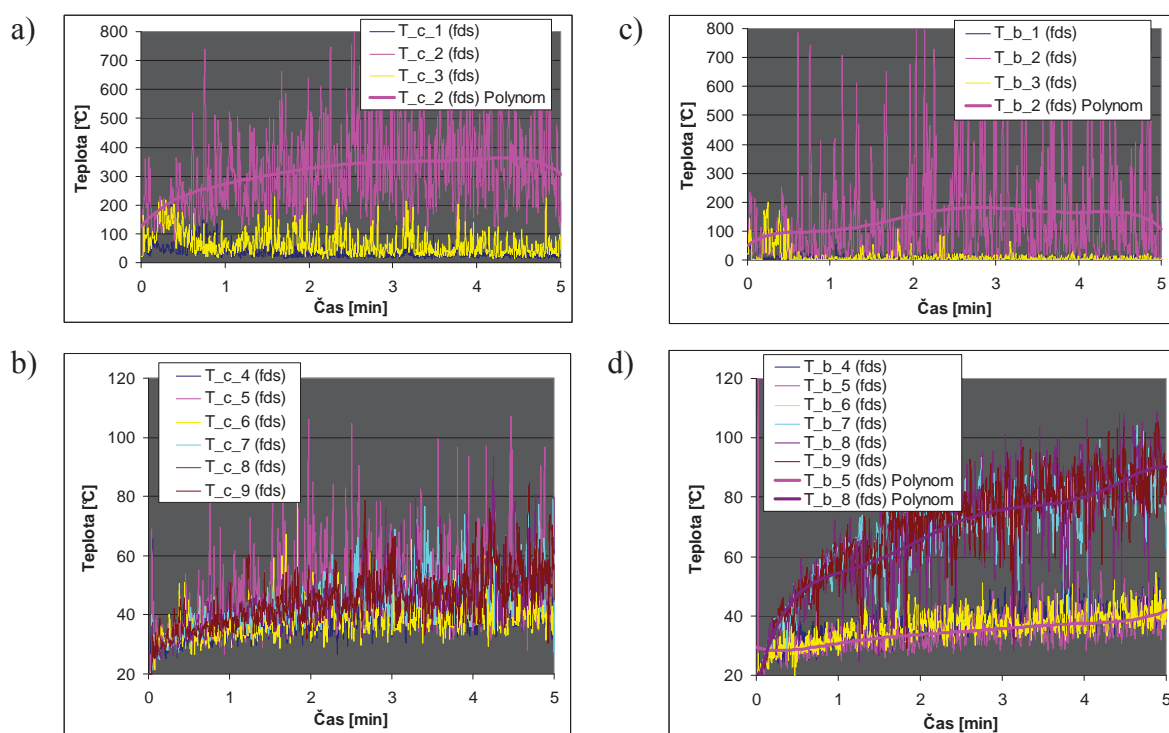 a)
800
700
600
500
400
300
200
100
0
Teplota [°C]
T_c_1 (fds)
T_c_2 (fds)
T_c_3 (fds)
T_c_2 (fds) Polynom
0 1 2 3 4 5
Čas [min]
c)
800
700
600
500
400
300
200
100
0
Teplota [°C]
T_b_1 (fds)
T_b_2 (fds)
T_b_3 (fds)
T_b_2 (fds) Polynom
0 1 2 3 4 5
Čas [min]
b)
120
100
80
60
40
20
Teplota [°C]
T_c_4 (fds)
T_c_5 (fds)
T_c_6 (fds)
T_c_7 (fds)
T_c_8 (fds)
T_c_9 (fds)
0 1 2 3 4 5
Čas [min]
d)
120
100
80
60
40
20
Teplota [°C]
T_b_4 (fds)
T_b_5 (fds)
T_b_6 (fds)
T_b_7 (fds)
T_b_8 (fds)
T_b_9 (fds)
T_b_5 (fds) Polynom
T_b_8 (fds) Polynom
0 1 2 3 4 5
Čas [min]